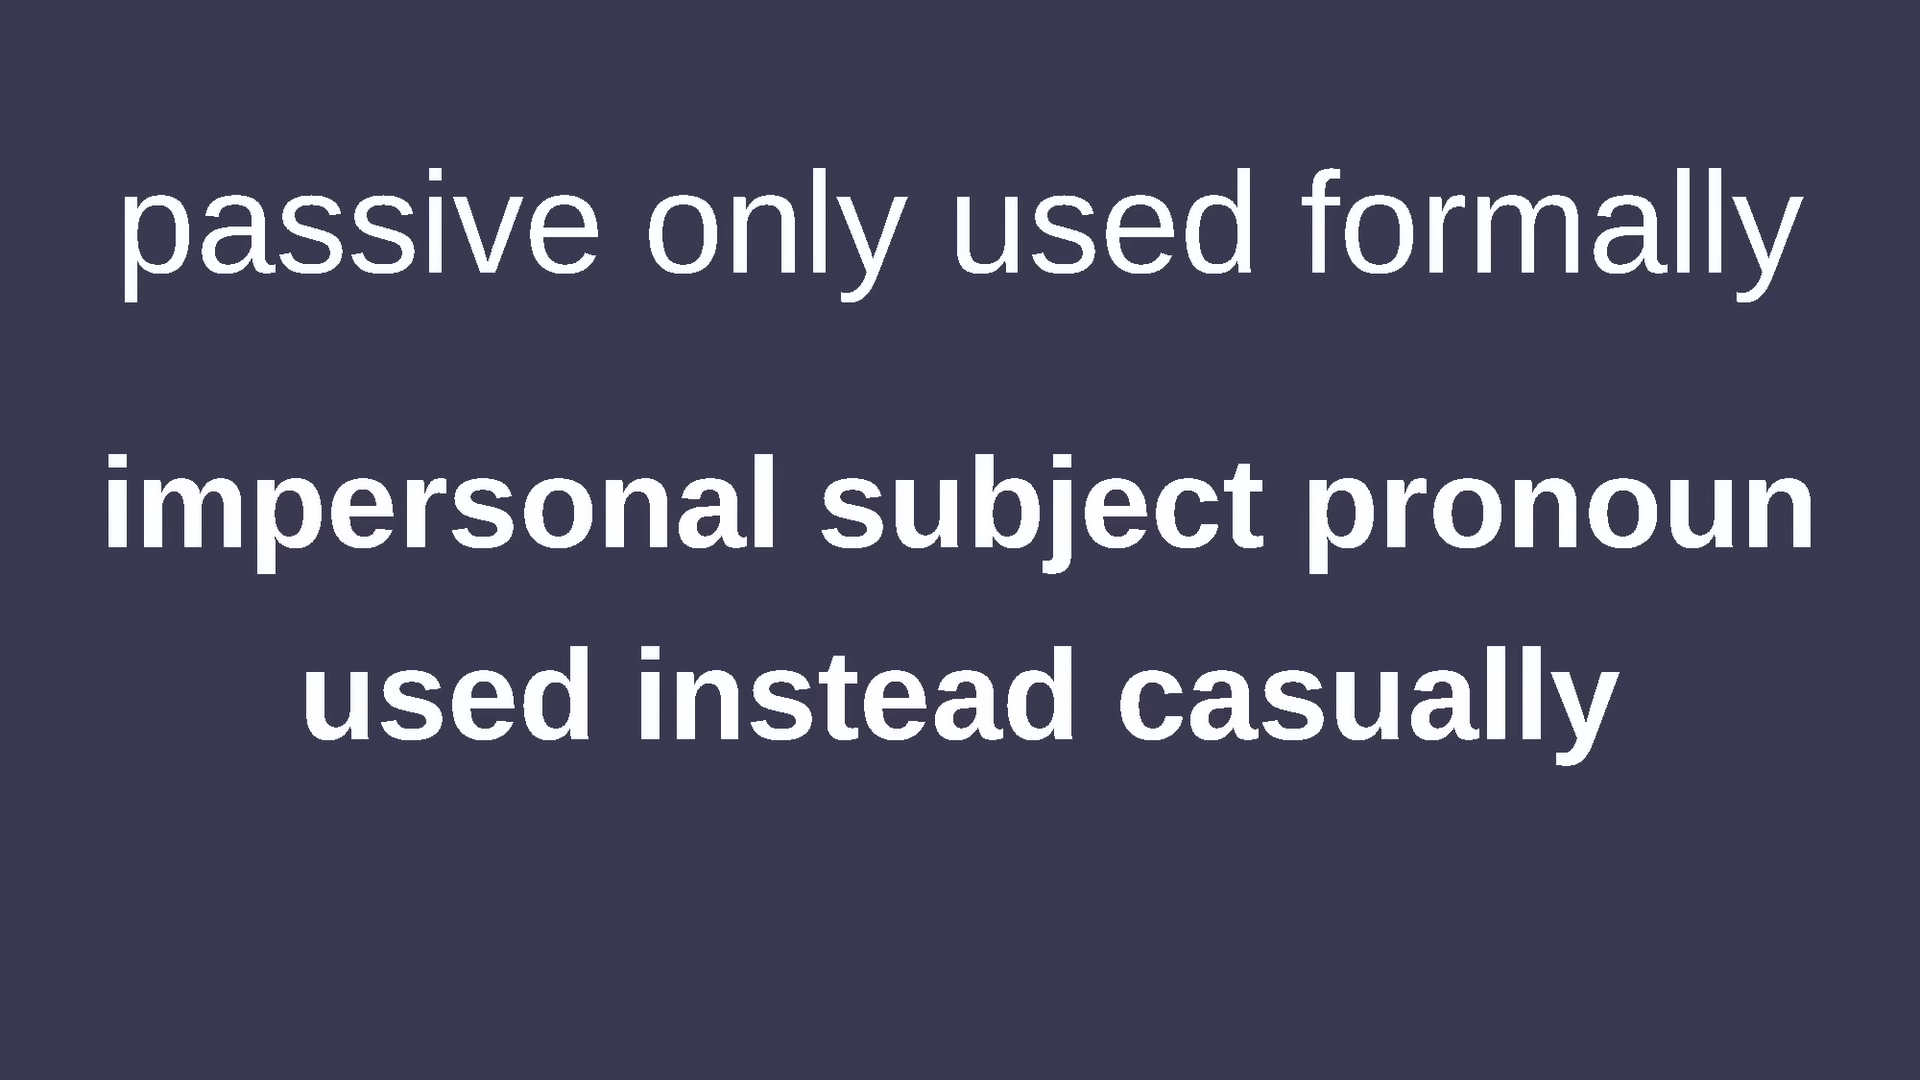 passive only used formally
impersonal subject pronoun
used instead casually